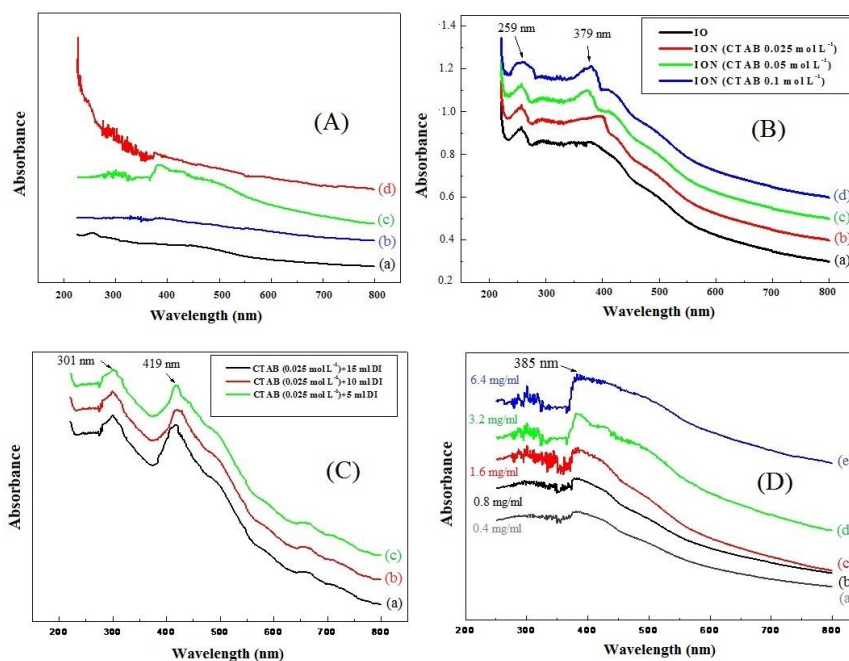 (A)
Absorbance
(d)
(c)
(b)
(a)
200 300 400 500 600 700 800
Wavelength (nm)
259 nm
379 nm
IO
ION (CTAB 0.025 mol L⁻¹)
ION (CTAB 0.05 mol L⁻¹)
ION (CTAB 0.1 mol L⁻¹)
(B)
Absorbance
1.4
1.2
1.0
0.8
0.6
0.4
0.2
(d)
(c)
(b)
(a)
200 300 400 500 600 700 800
Wavelength (nm)
301 nm
419 nm
CTAB (0.025 mol L⁻¹)+15 ml DI
CTAB (0.025 mol L⁻¹)+10 ml DI
CTAB (0.025 mol L⁻¹)+5 ml DI
(C)
Absorbance
(c)
(b)
(a)
200 300 400 500 600 700 800
Wavelength (nm)
385 nm
6.4 mg/ml
3.2 mg/ml
1.6 mg/ml
0.8 mg/ml
0.4 mg/ml
(D)
Absorbance
(e
(d
(c
(b
(a
200 300 400 500 600 700 800
Wavelength (nm)